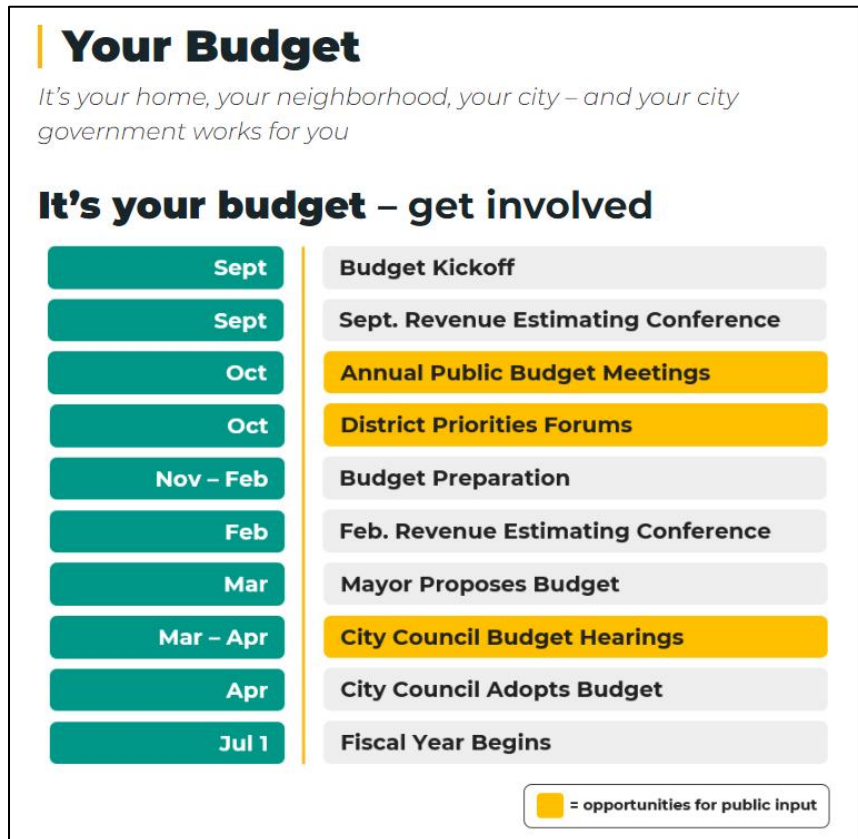 Your Budget
It's your home, your neighborhood, your city – and your city
government works for you
It's your budget – get involved
Sept Budget Kickoff
Sept Sept. Revenue Estimating Conference
Oct Annual Public Budget Meetings
Oct District Priorities Forums
Nov – Feb Budget Preparation
Feb Feb. Revenue Estimating Conference
Mar Mayor Proposes Budget
Mar – Apr City Council Budget Hearings
Apr City Council Adopts Budget
Jul 1 Fiscal Year Begins
= opportunities for public input